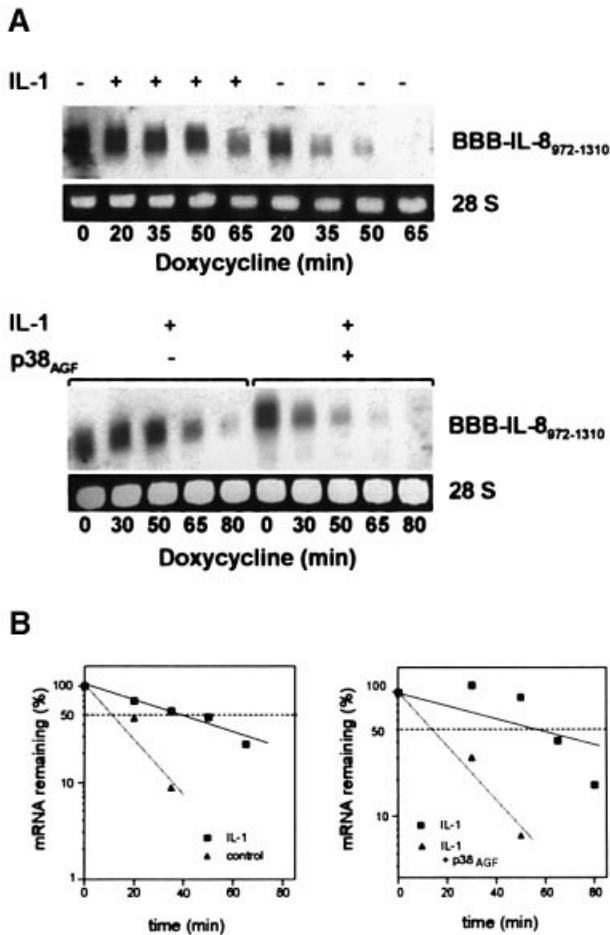 A
IL-1 - + + + + - - - -
BBB-IL-8972-1310
28 S
0 20 35 50 65 20 35 50 65
Doxycycline (min)
IL-1 + +
p38AGF - +
BBB-IL-8972-1310
28 S
0 30 50 65 80 0 30 50 65 80
Doxycycline (min)
B
mRNA remaining (%)
100
50
10
1
IL-1
control
0 20 40 60 80
time (min)
mRNA remaining (%)
100
50
10
IL-1
IL-1
+ p38AGF
0 20 40 60 80
time (min)